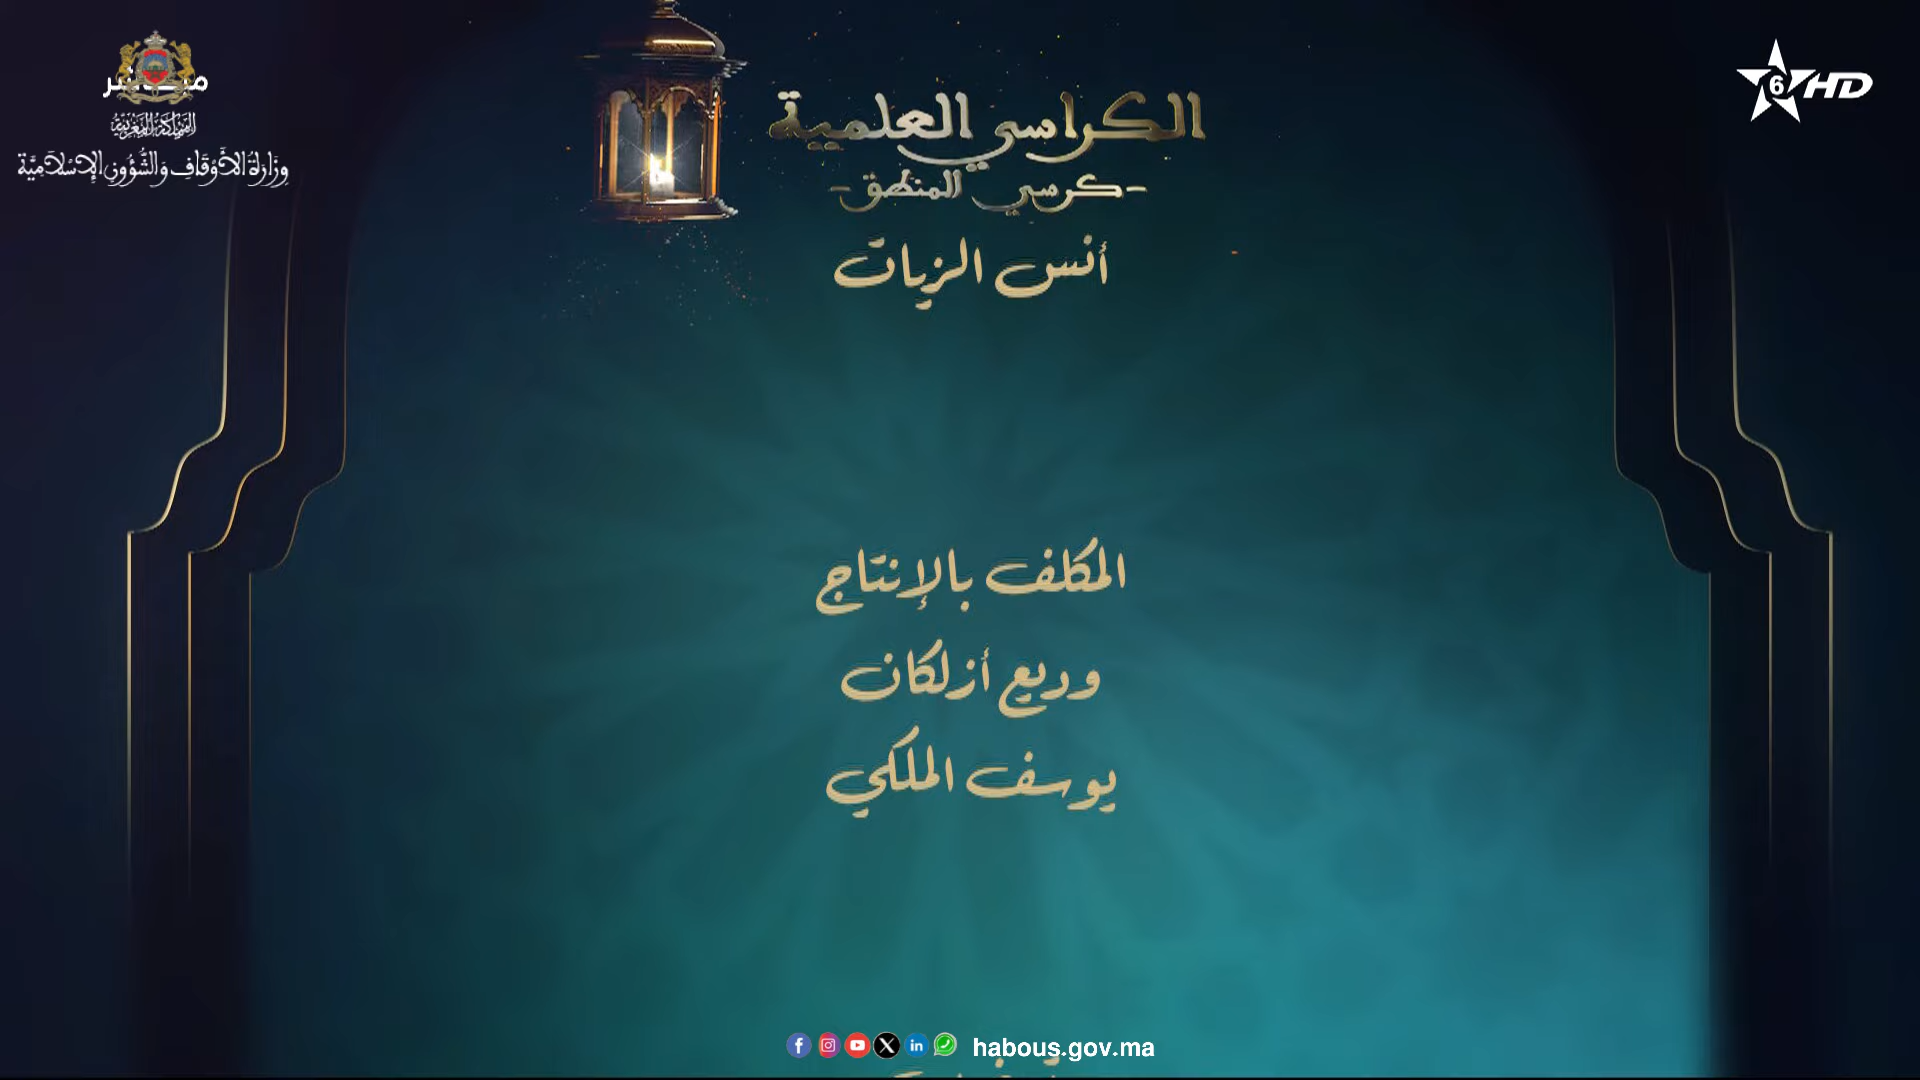 مباشر
المملكة المغربية
وزارة الأوقاف والشؤون الإسلامية
6 HD
الكراسي العلمية
-كرسي المنطق-
أنس الزيات
المكلف بالإنتاج
وديع أزلكان
يوسف الملكي
habous.gov.ma